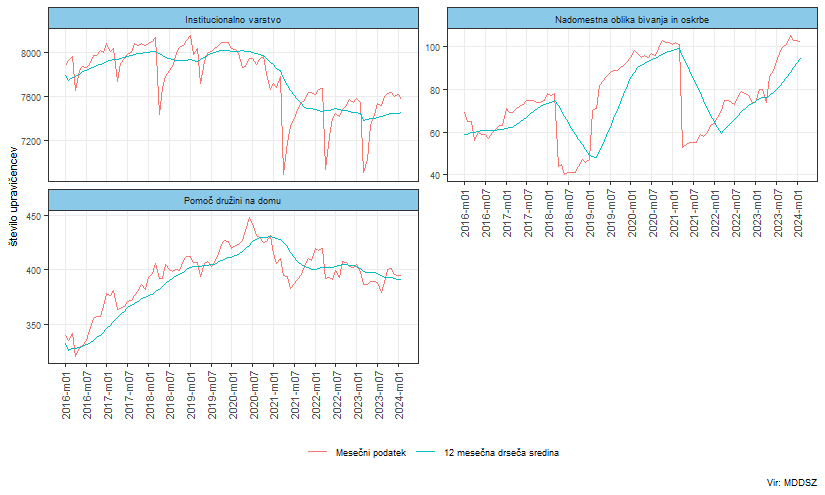 Institucionalno varstvo
Nadomestna oblika bivanja in oskrbe
8000
7600
7200
100
80
60
40
2016-m01
2016-m07
2017-m01
2017-m07
2018-m01
2018-m07
2019-m01
2019-m07
2020-m01
2020-m07
2021-m01
2021-m07
2022-m01
2022-m07
2023-m01
2023-m07
2024-m01
število upravičencev
Pomoč družini na domu
450
400
350
2016-m01
2016-m07
2017-m01
2017-m07
2018-m01
2018-m07
2019-m01
2019-m07
2020-m01
2020-m07
2021-m01
2021-m07
2022-m01
2022-m07
2023-m01
2023-m07
2024-m01
Mesečni podatek
12 mesečna drseča sredina
Vir: MDDSZ